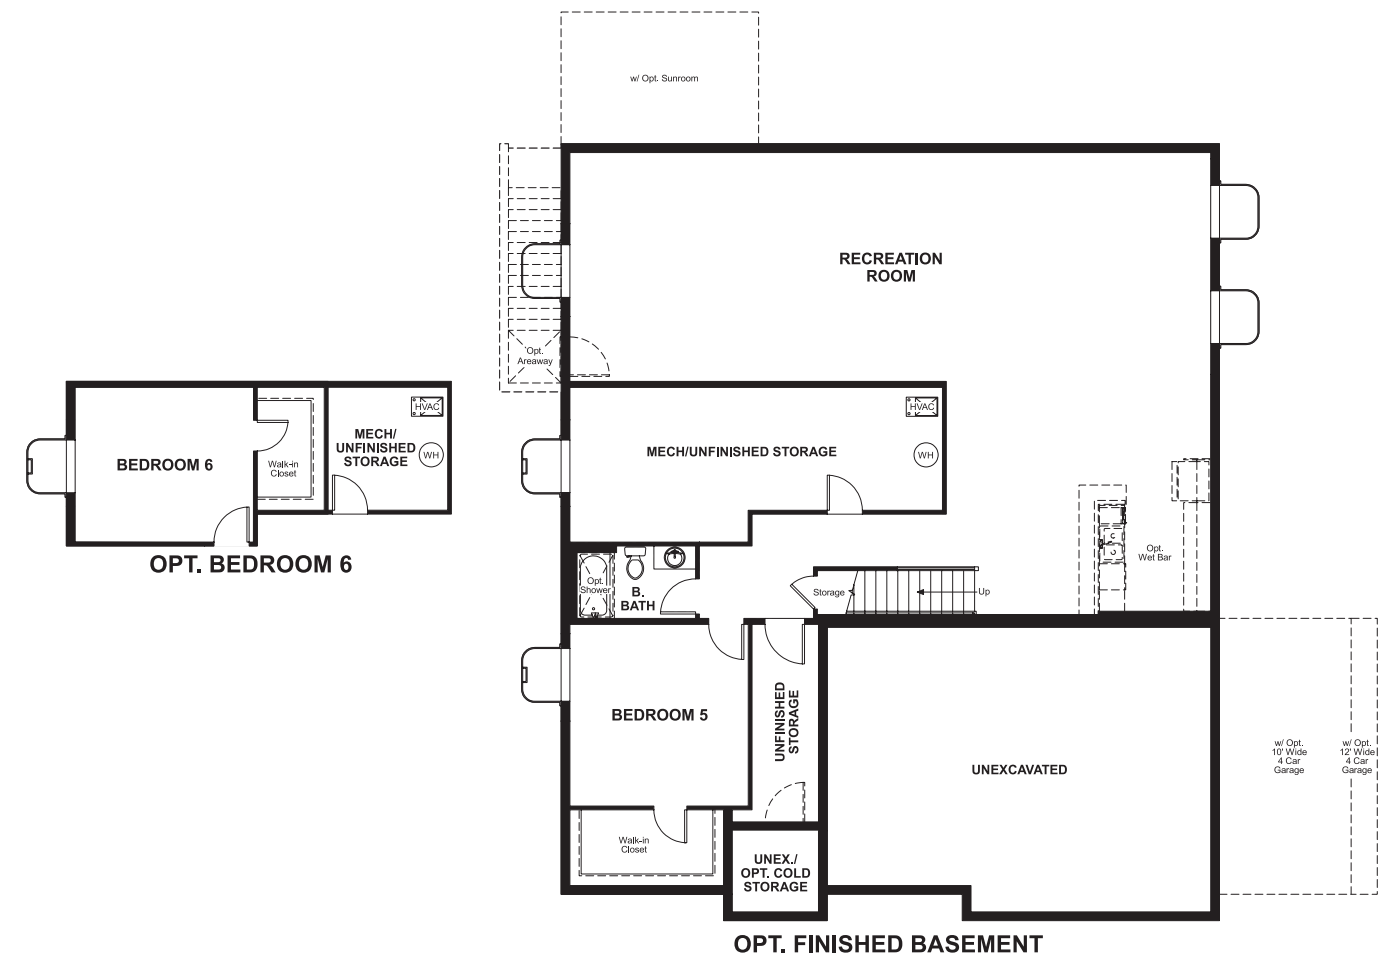 w/ Opt. Sunroom
RECREATION
ROOM
Opt.
Areaway
HVAC
MECH/UNFINISHED STORAGE
WH
BEDROOM 6
Walk-in
Closet
MECH/
UNFINISHED
STORAGE
HVAC
WH
OPT. BEDROOM 6
Opt.
Shower
B.
BATH
Storage
Up
Opt.
Wet Bar
BEDROOM 5
UNFINISHED
STORAGE
UNEXCAVATED
w/ Opt.
10' Wide
4 Car
Garage
w/ Opt.
12' Wide
4 Car
Garage
Walk-in
Closet
UNEX./
OPT. COLD
STORAGE
OPT. FINISHED BASEMENT